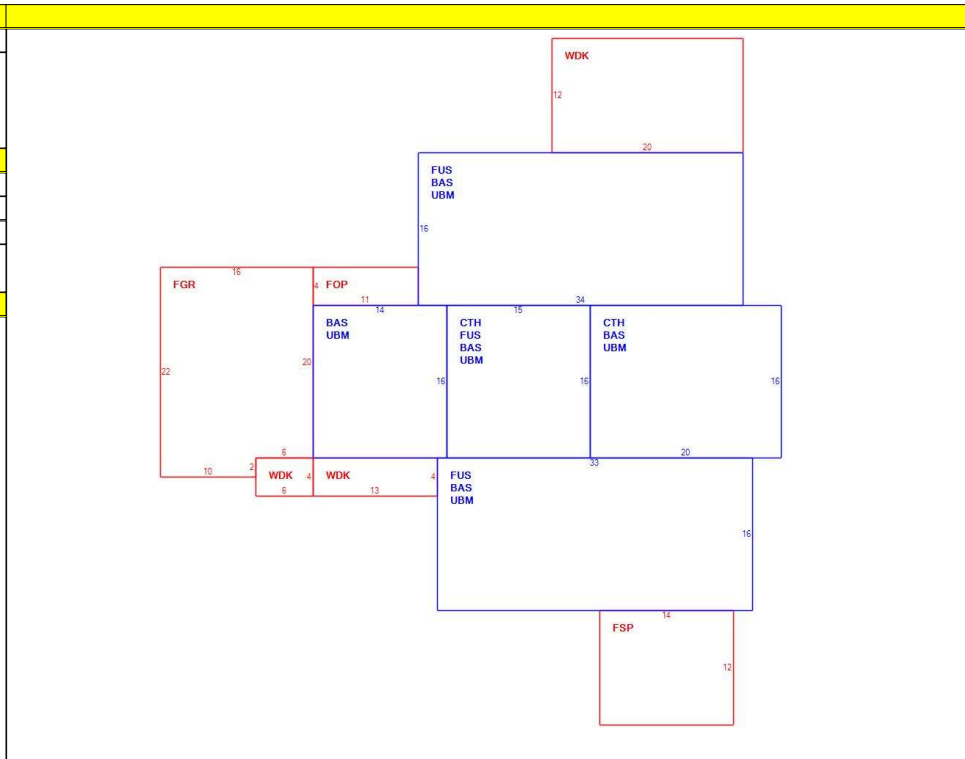 WDK
12
20
FUS
BAS
UBM
16
16
FGR
4 FOP
11
34
14
15
BAS
UBM
CTH
FUS
BAS
UBM
CTH
BAS
UBM
22
20
16
16
16
6
20
33
10
2
WDK
4
WDK
4
FUS
BAS
UBM
6
13
16
14
FSP
12